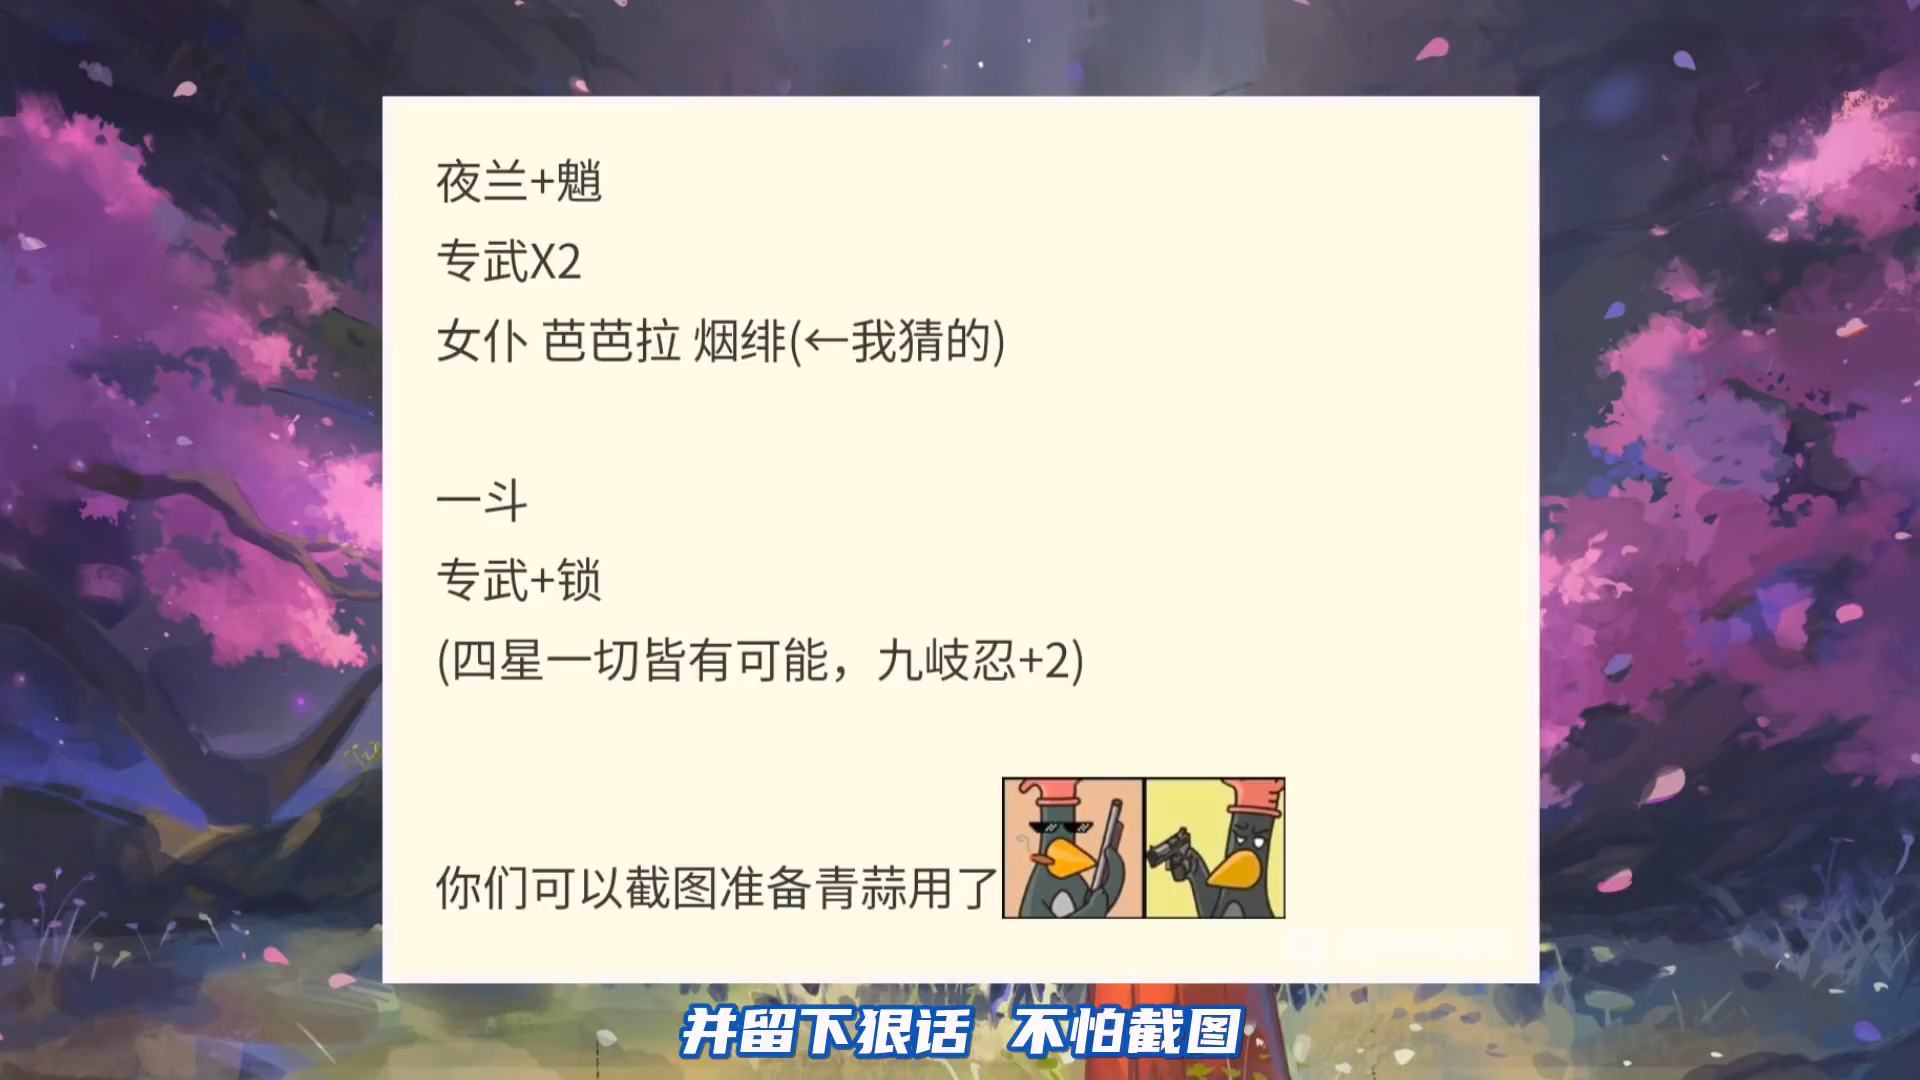 夜兰+魈
专武X2
女仆 芭芭拉 烟绯(←我猜的)
一斗
专武+锁
(四星一切皆有可能，九岐忍+2)
你们可以截图准备青蒜用了
并留下狠话 不怕截图